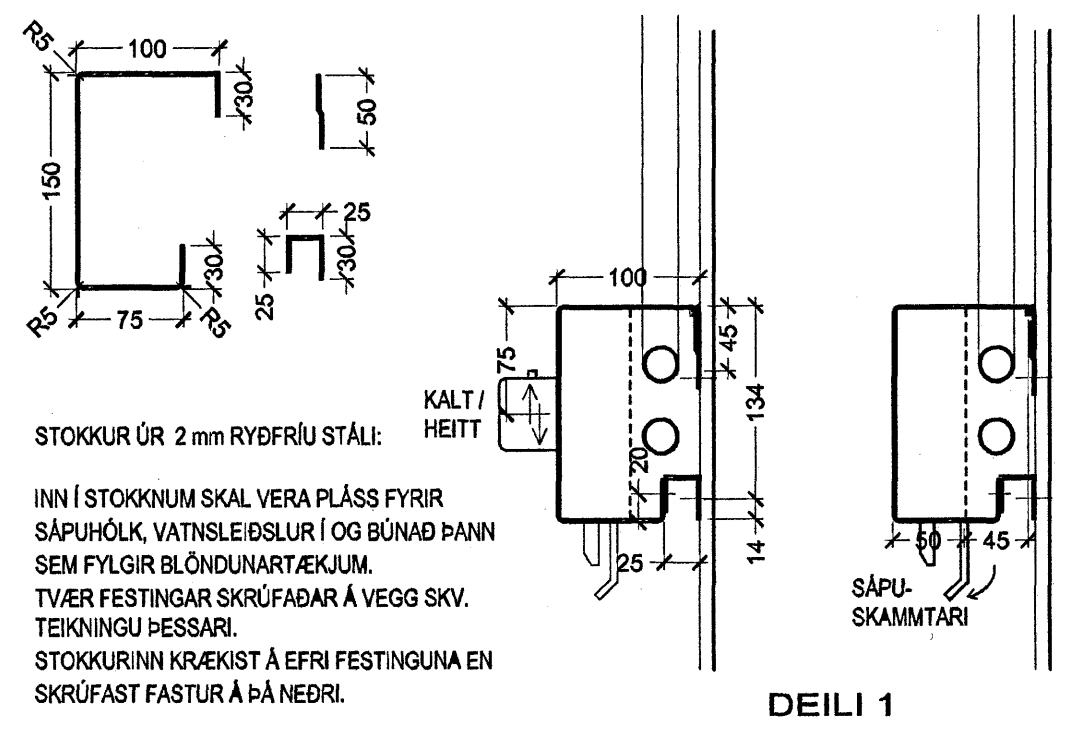 R5
100
30
50
150
25
30
25
30
R5
75
R5
100
75
45
134
KALT /
HEITT
20
25
14
50
45
SÁPU-
SKAMMTARI
STOKKUR ÚR 2 mm RYÐFRÍU STÁLI:
INN Í STOKKNUM SKAL VERA PLÁSS FYRIR
SÁPUHÓLK, VATNSLEIÐSLUR Í OG BÚNAÐ ÞANN
SEM FYLGIR BLÖNDUNARTÆKJUM.
TVÆR FESTINGAR SKRÚFAÐAR Á VEGG SKV.
TEIKNINGU ÞESSARI.
STOKKURINN KRÆKIST Á EFRI FESTINGUNA EN
SKRÚFAST FASTUR Á ÞÁ NEÐRI.
DEILI 1